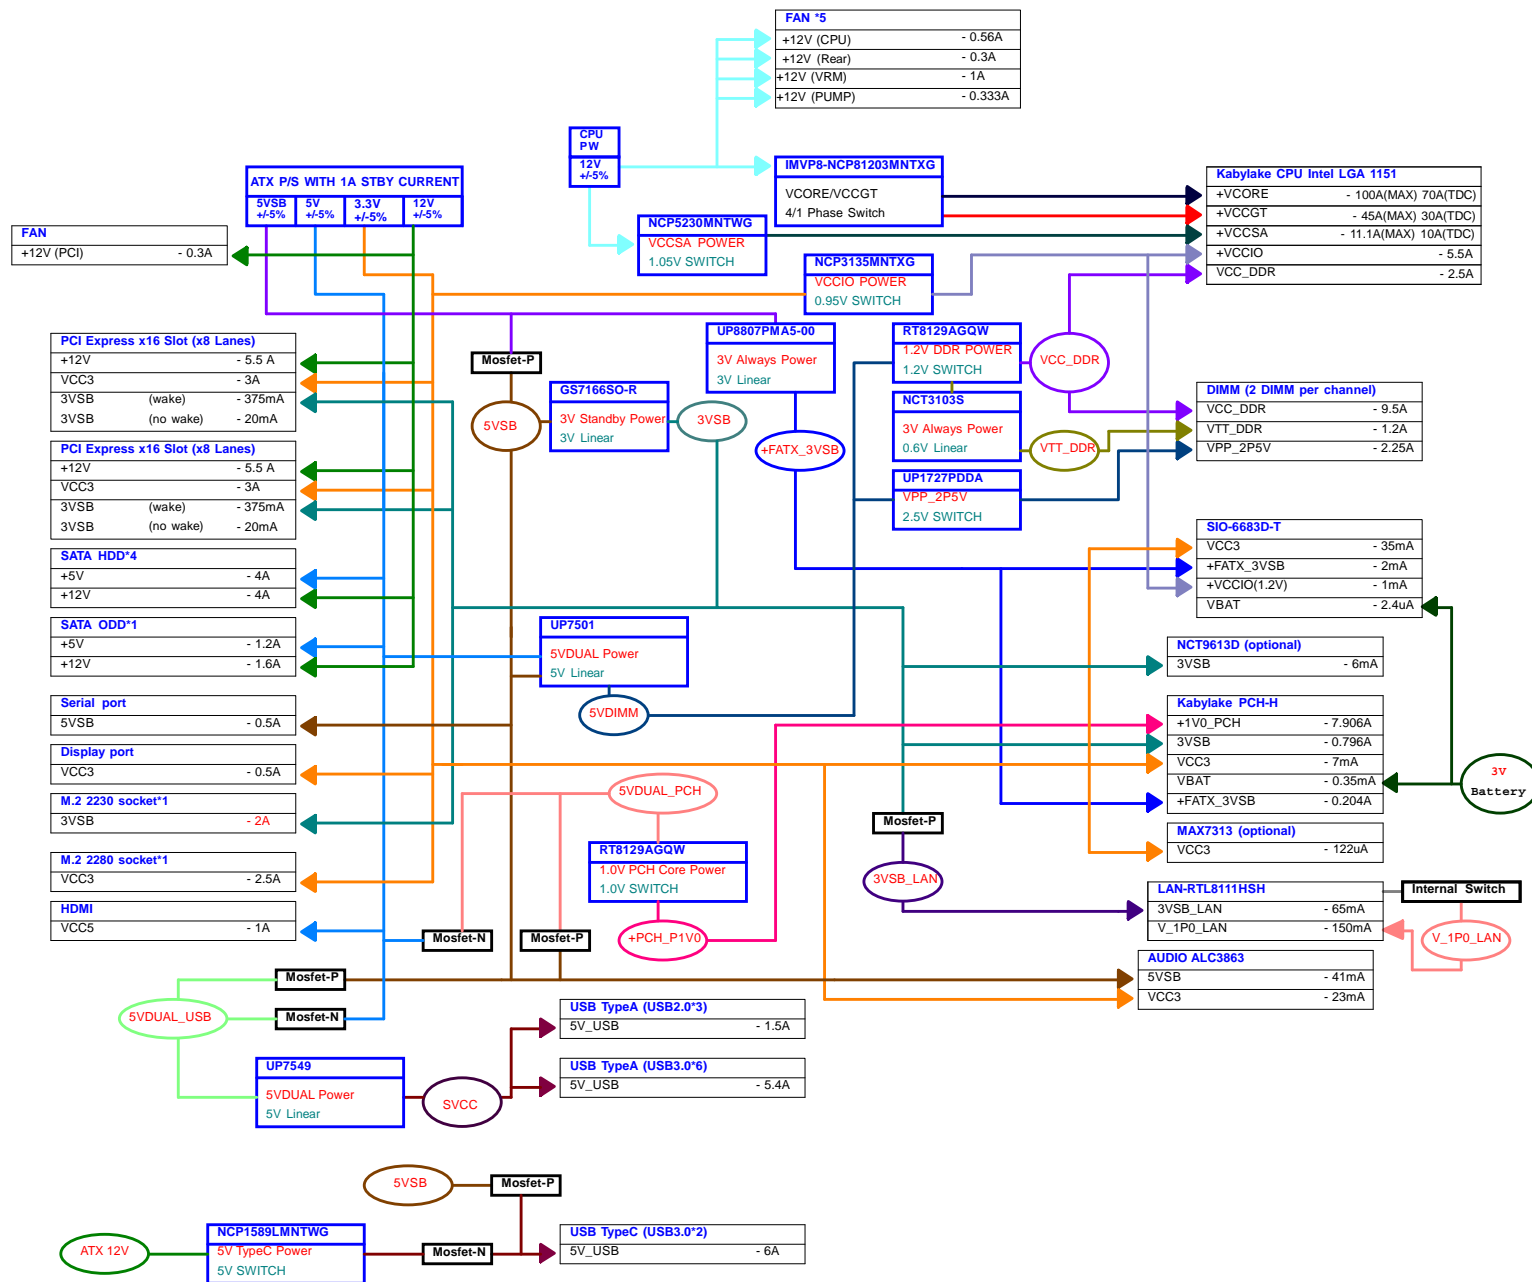 FAN *5
+12V (CPU) - 0.56A
+12V (Rear) - 0.3A
+12V (VRM) - 1A
+12V (PUMP) - 0.333A
CPU
PW
12V
+/-5%
IMVP8-NCP81203MNTXG
VCORE/VCCGT
4/1 Phase Switch
Kabylake CPU Intel LGA 1151
+VCORE - 100A(MAX) 70A(TDC)
+VCCGT - 45A(MAX) 30A(TDC)
+VCCSA - 11.1A(MAX) 10A(TDC)
+VCCIO - 5.5A
VCC_DDR - 2.5A
ATX P/S WITH 1A STBY CURRENT
5VSB 5V 3.3V 12V
+/-5% +/-5% +/-5% +/-5%
FAN
+12V (PCI) - 0.3A
NCP5230MNTWG
VCCSA POWER
1.05V SWITCH
NCP3135MNTXG
VCCIO POWER
0.95V SWITCH
PCI Express x16 Slot (x8 Lanes)
+12V - 5.5 A
VCC3 - 3A
3VSB (wake) - 375mA
3VSB (no wake) - 20mA
Mosfet-P
5VSB
GS7166SO-R
3V Standby Power
3V Linear
3VSB
UP8807PMA5-00
3V Always Power
3V Linear
+FATX_3VSB
RT8129AGQW
1.2V DDR POWER
1.2V SWITCH
VCC_DDR
NCT3103S
3V Always Power
0.6V Linear
VTT_DDR
UP1727PDDA
VPP_2P5V
2.5V SWITCH
DIMM (2 DIMM per channel)
VCC_DDR - 9.5A
VTT_DDR - 1.2A
VPP_2P5V - 2.25A
PCI Express x16 Slot (x8 Lanes)
+12V - 5.5 A
VCC3 - 3A
3VSB (wake) - 375mA
3VSB (no wake) - 20mA
SIO-6683D-T
VCC3 - 35mA
+FATX_3VSB - 2mA
+VCCIO(1.2V) - 1mA
VBAT - 2.4uA
SATA HDD*4
+5V - 4A
+12V - 4A
SATA ODD*1
+5V - 1.2A
+12V - 1.6A
UP7501
5VDUAL Power
5V Linear
5VDIMM
NCT9613D (optional)
3VSB - 6mA
Serial port
5VSB - 0.5A
Kabylake PCH-H
+1V0_PCH - 7.906A
3VSB - 0.796A
VCC3 - 7mA
VBAT - 0.35mA
+FATX_3VSB - 0.204A
3V
Battery
Display port
VCC3 - 0.5A
M.2 2230 socket*1
3VSB - 2A
5VDUAL_PCH
RT8129AGQW
1.0V PCH Core Power
1.0V SWITCH
+PCH_P1V0
Mosfet-P
3VSB_LAN
MAX7313 (optional)
VCC3 - 122uA
M.2 2280 socket*1
VCC3 - 2.5A
LAN-RTL8111HSH
3VSB_LAN - 65mA
V_1P0_LAN - 150mA
Internal Switch
V_1P0_LAN
HDMI
VCC5 - 1A
Mosfet-N
Mosfet-P
AUDIO ALC3863
5VSB - 41mA
VCC3 - 23mA
Mosfet-P
5VDUAL_USB
Mosfet-N
USB TypeA (USB2.0*3)
5V_USB - 1.5A
UP7549
5VDUAL Power
5V Linear
SVCC
USB TypeA (USB3.0*6)
5V_USB - 5.4A
5VSB
Mosfet-P
ATX 12V
NCP1589LMNTWG
5V TypeC Power
5V SWITCH
Mosfet-N
USB TypeC (USB3.0*2)
5V_USB - 6A